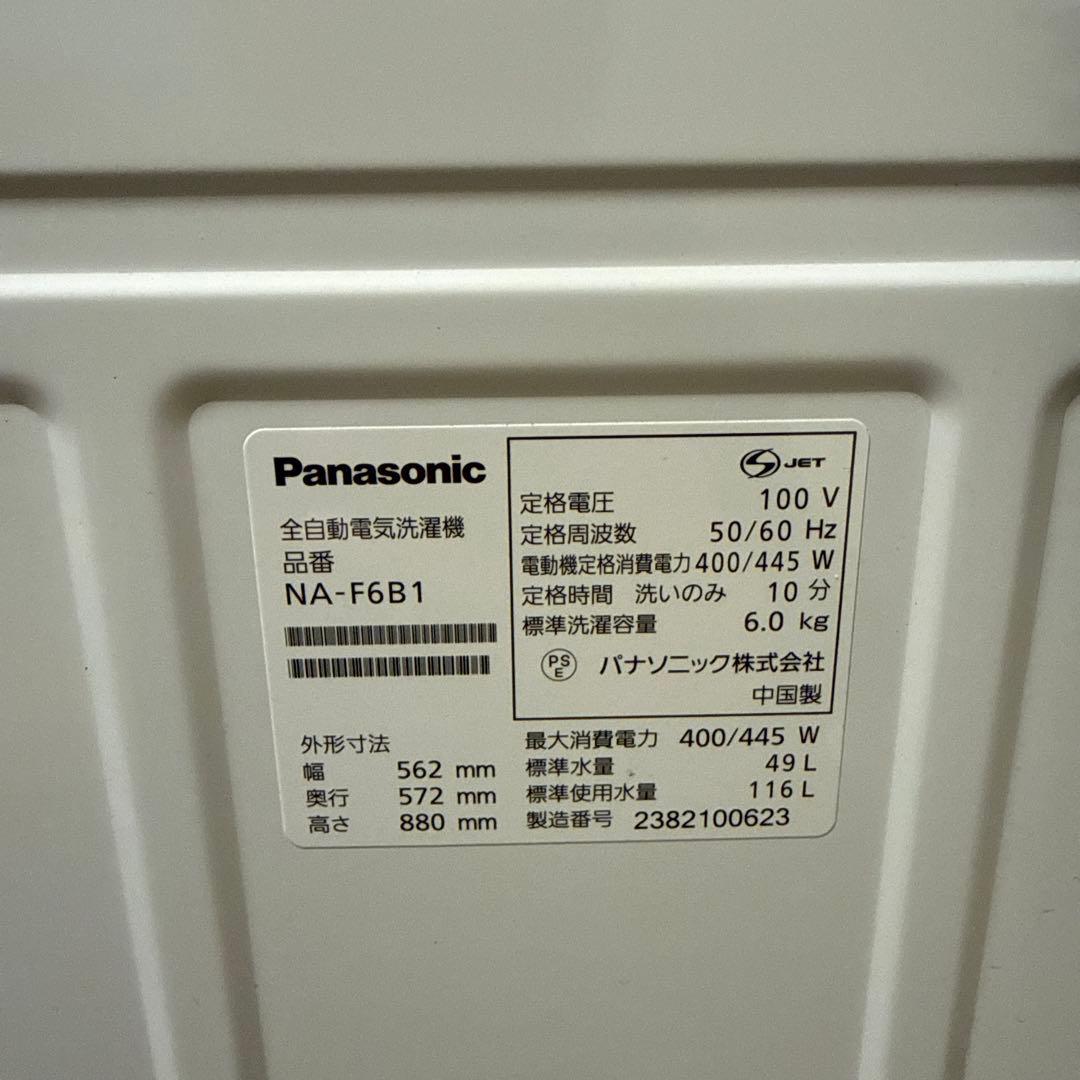 Panasonic
全自動電気洗濯機
品番
NA-F6B1
外形寸法
幅 562 mm
奥行 572 mm
高さ 880 mm
S JET
定格電圧 100 V
定格周波数 50/60 Hz
電動機定格消費電力 400/445 W
定格時間 洗いのみ 10 分
標準洗濯容量 6.0 kg
PS
E パナソニック株式会社
中国製
最大消費電力 400/445 W
標準水量 49 L
標準使用水量 116 L
製造番号 2382100623